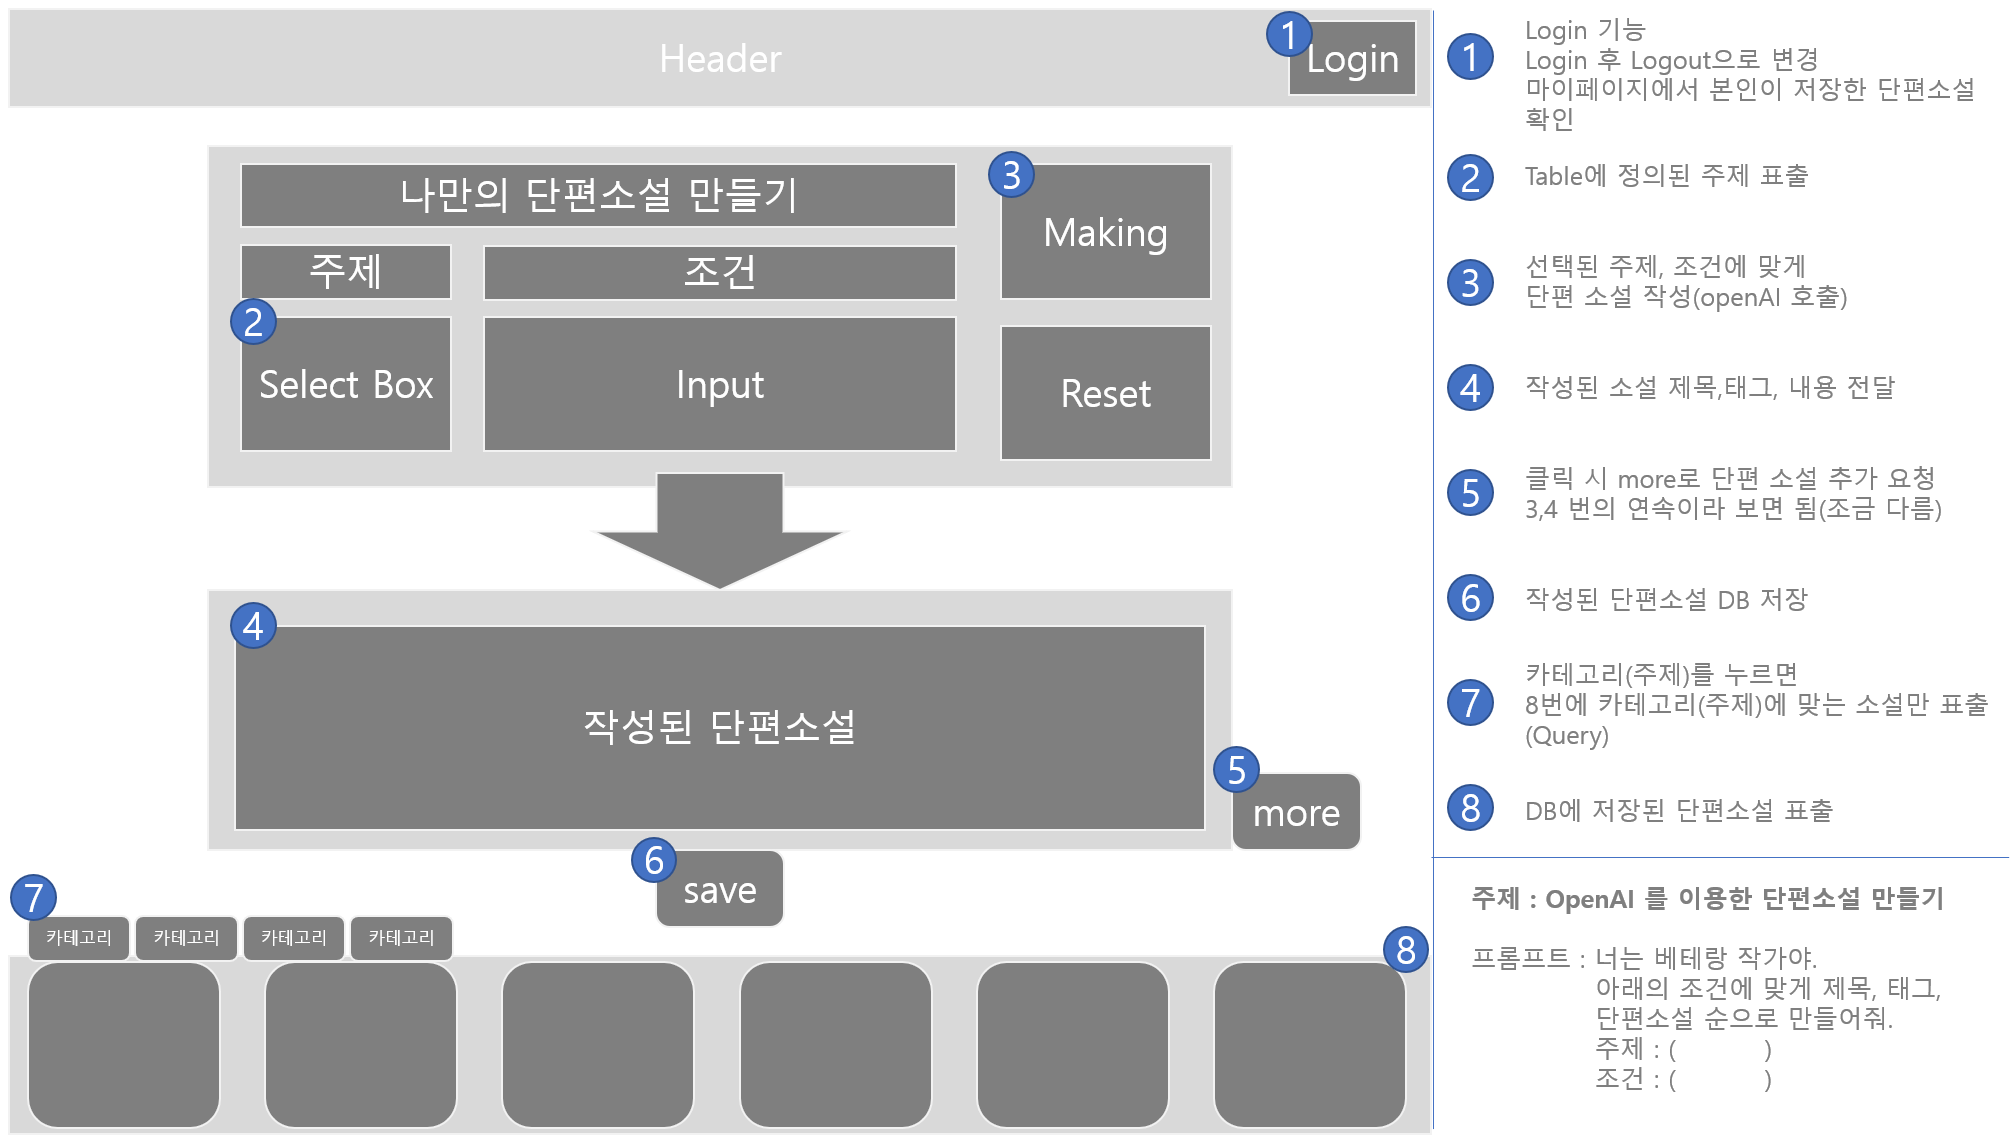 Header
1
Login
나만의 단편소설 만들기
3
Making
주제
조건
2
Select Box
Input
Reset
4
작성된 단편소설
5
more
6
save
7
카테고리
카테고리
카테고리
카테고리
8
1
Login 기능
Login 후 Logout으로 변경
마이페이지에서 본인이 저장한 단편소설
확인
2
Table에 정의된 주제 표출
3
선택된 주제, 조건에 맞게
단편 소설 작성(openAI 호출)
4
작성된 소설 제목,태그, 내용 전달
5
클릭 시 more로 단편 소설 추가 요청
3,4 번의 연속이라 보면 됨(조금 다름)
6
작성된 단편소설 DB 저장
7
카테고리(주제)를 누르면
8번에 카테고리(주제)에 맞는 소설만 표출
(Query)
8
DB에 저장된 단편소설 표출
주제 : OpenAI 를 이용한 단편소설 만들기
프롬프트 : 너는 베테랑 작가야.
아래의 조건에 맞게 제목, 태그,
단편소설 순으로 만들어줘.
주제 : ( )
조건 : ( )